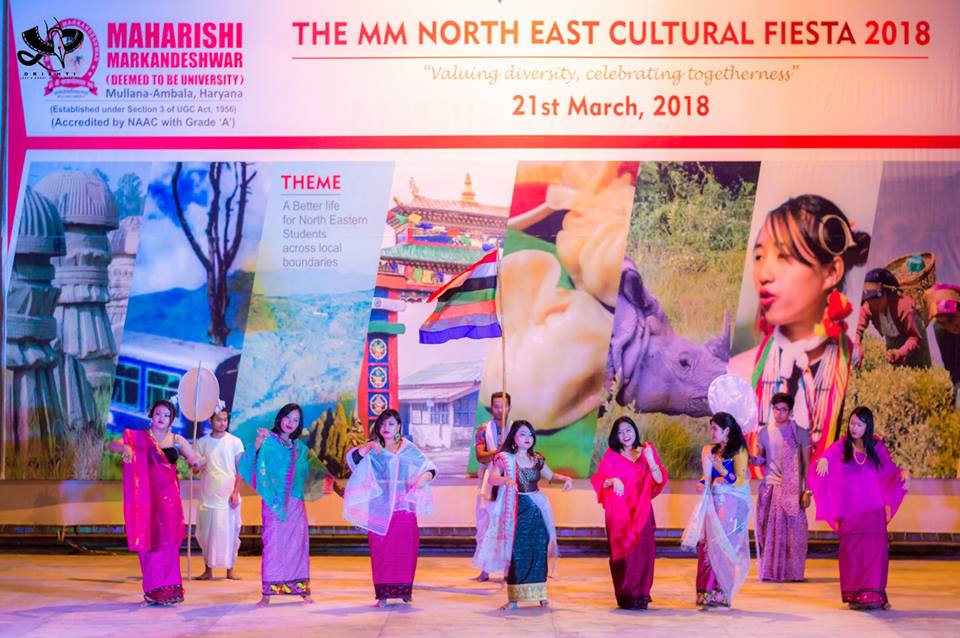 DRISHTI
MAHARISHI
MARKANDESHWAR
(DEEMED TO BE UNIVERSITY)
Mullana-Ambala, Haryana
(Established under Section 3 of UGC Act, 1956)
(Accredited by NAAC with Grade ‘A’)
THE MM NORTH EAST CULTURAL FIESTA 2018
“Valuing diversity, celebrating togetherness”
21st March, 2018
THEME
A Better life
for North Eastern
Students
across local
boundaries